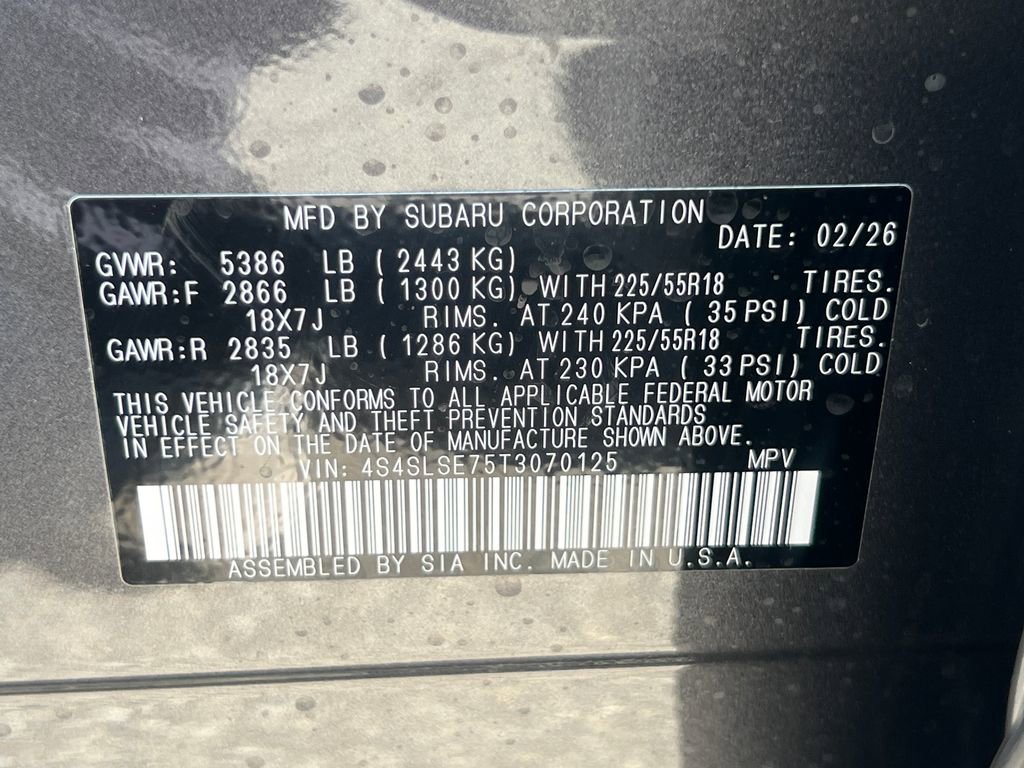 MFD BY SUBARU CORPORATION
DATE: 02/26
GVWR: 5386 LB ( 2443 KG)
GAWR:F 2866 LB ( 1300 KG) WITH 225/55R18 TIRES.
18X7J RIMS. AT 240 KPA ( 35 PSI) COLD
GAWR:R 2835 LB ( 1286 KG) WITH 225/55R18 TIRES.
18X7J RIMS. AT 230 KPA ( 33 PSI) COLD
THIS VEHICLE CONFORMS TO ALL APPLICABLE FEDERAL MOTOR
VEHICLE SAFETY AND THEFT PREVENTION STANDARDS
IN EFFECT ON THE DATE OF MANUFACTURE SHOWN ABOVE.
VIN: 4S4SLSE75T3070125 MPV
ASSEMBLED BY SIA INC. MADE IN U.S.A.